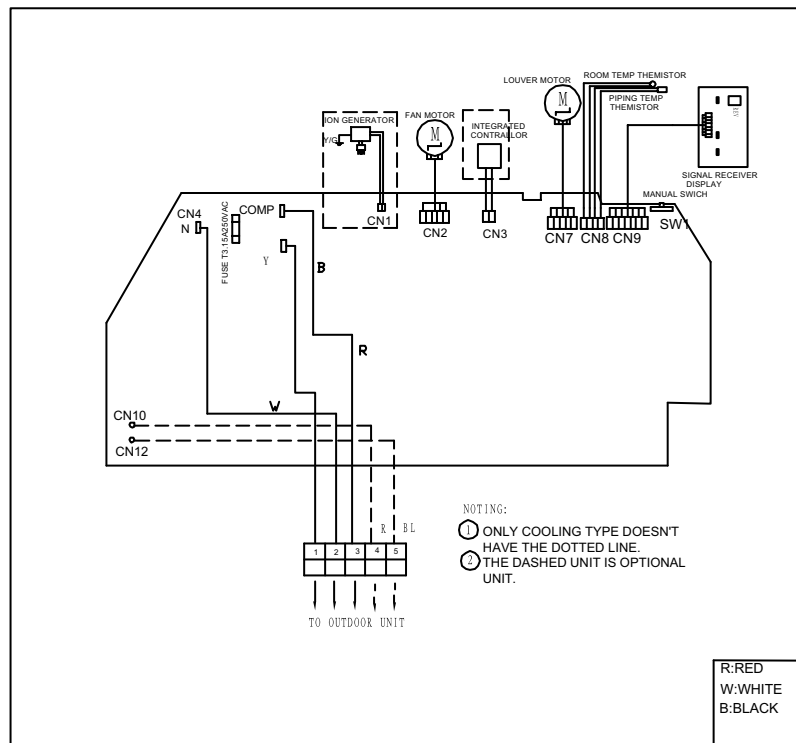 ROOM TEMP THEMISTOR
LOUVER MOTOR
PIPING TEMP
THEMISTOR
ION GENERATOR
FAN MOTOR
M
M
INTEGRATED
CONTRALLOR
KEY
Y/G
SIGNAL RECEIVER
DISPLAY
MANUAL SWICH
CN4
N
FUSE T3.15A250VAC
COMP
CN1
CN2
CN3
CN7
CN8
CN9
SW1
Y
B
R
W
CN10
CN12
R
BL
NOTING:
1 ONLY COOLING TYPE DOESN'T
HAVE THE DOTTED LINE.
2 THE DASHED UNIT IS OPTIONAL
UNIT.
1 2 3 4 5
TO OUTDOOR UNIT
R:RED
W:WHITE
B:BLACK